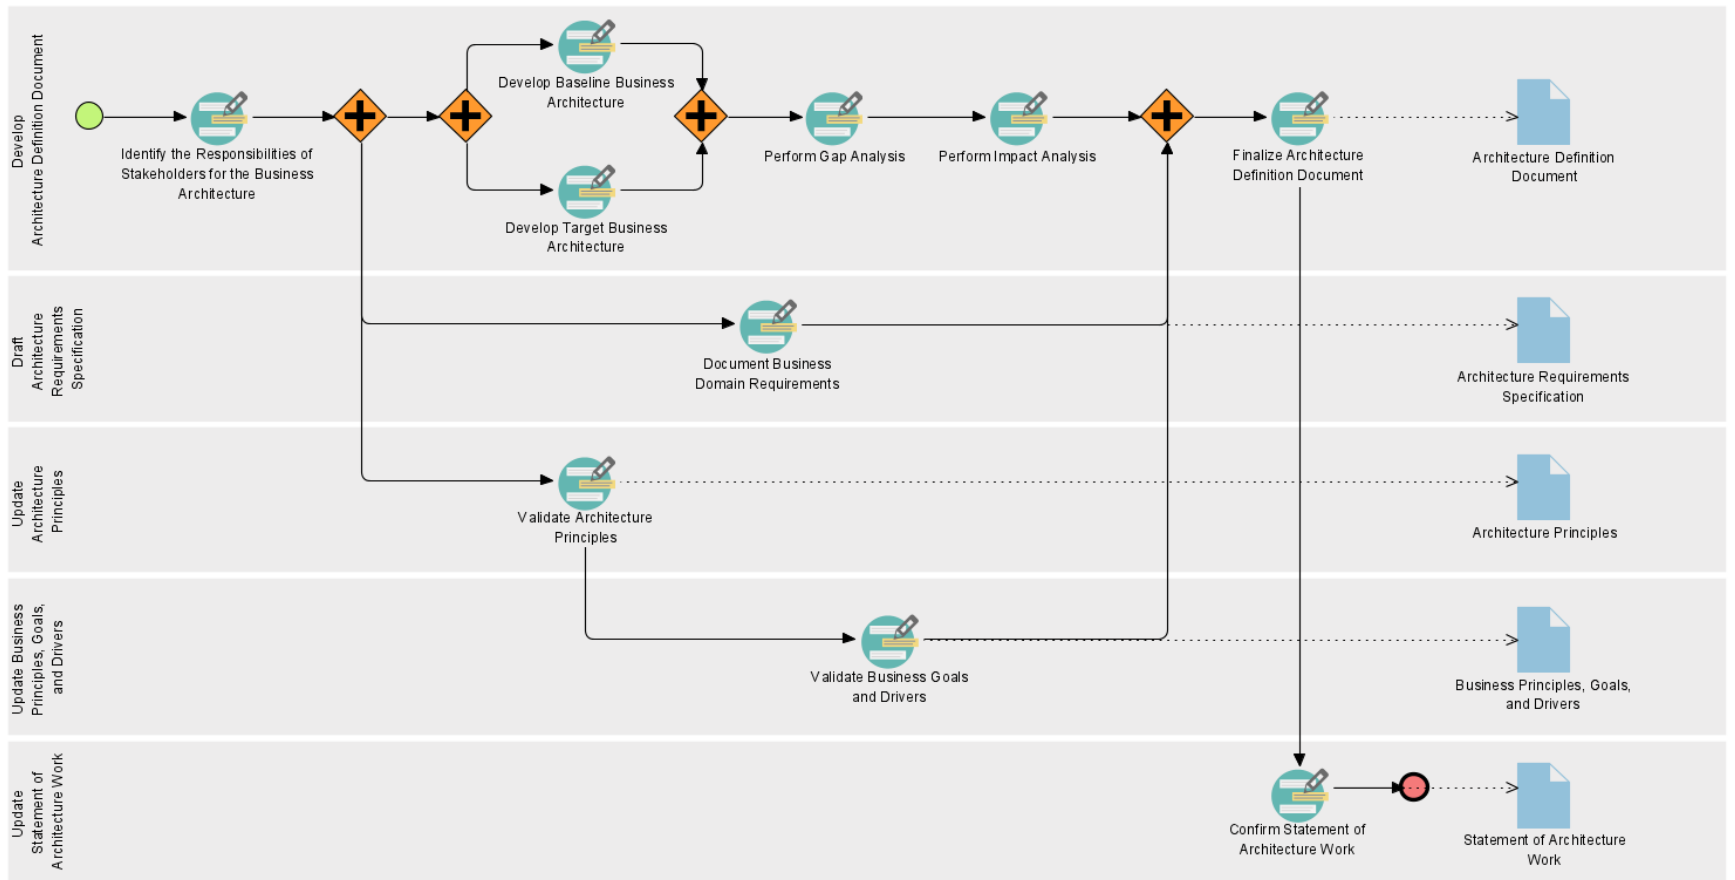 Develop
Architecture Definition Document
Identify the Responsibilities of
Stakeholders for the Business
Architecture
Develop Baseline Business
Architecture
Develop Target Business
Architecture
Perform Gap Analysis
Perform Impact Analysis
Finalize Architecture
Definition Document
Architecture Definition
Document
Draft
Architecture
Requirements
Specification
Document Business
Domain Requirements
Architecture Requirements
Specification
Update
Architecture
Principles
Validate Architecture
Principles
Architecture Principles
Update Business
Principles, Goals,
and Drivers
Validate Business Goals
and Drivers
Business Principles, Goals,
and Drivers
Update
Statement of
Architecture Work
Confirm Statement of
Architecture Work
Statement of Architecture
Work